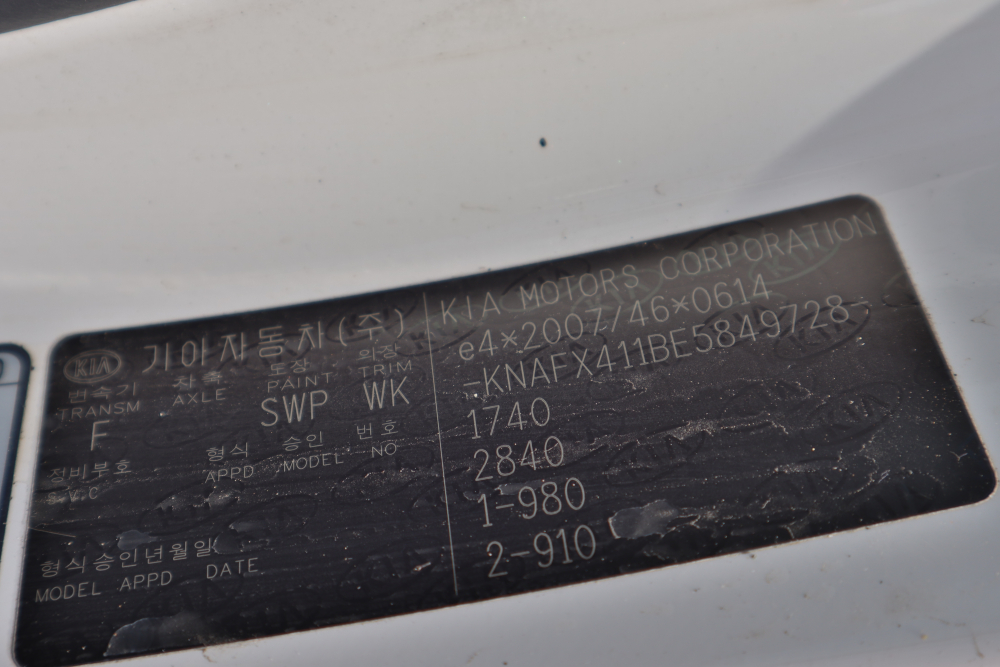 KIA 기아자동차(주)
변속기 차축 도장 외장
TRANSM AXLE PAINT TRIM
F SWP WK
정비부호 형식 승인 번호
S.V.C APPD MODEL NO
형식승인년월일
MODEL APPD DATE
KIA MOTORS CORPORATION
e4*2007/46*0614
-KNAFX411BE5849728-
1740
2840
1-980
2-910